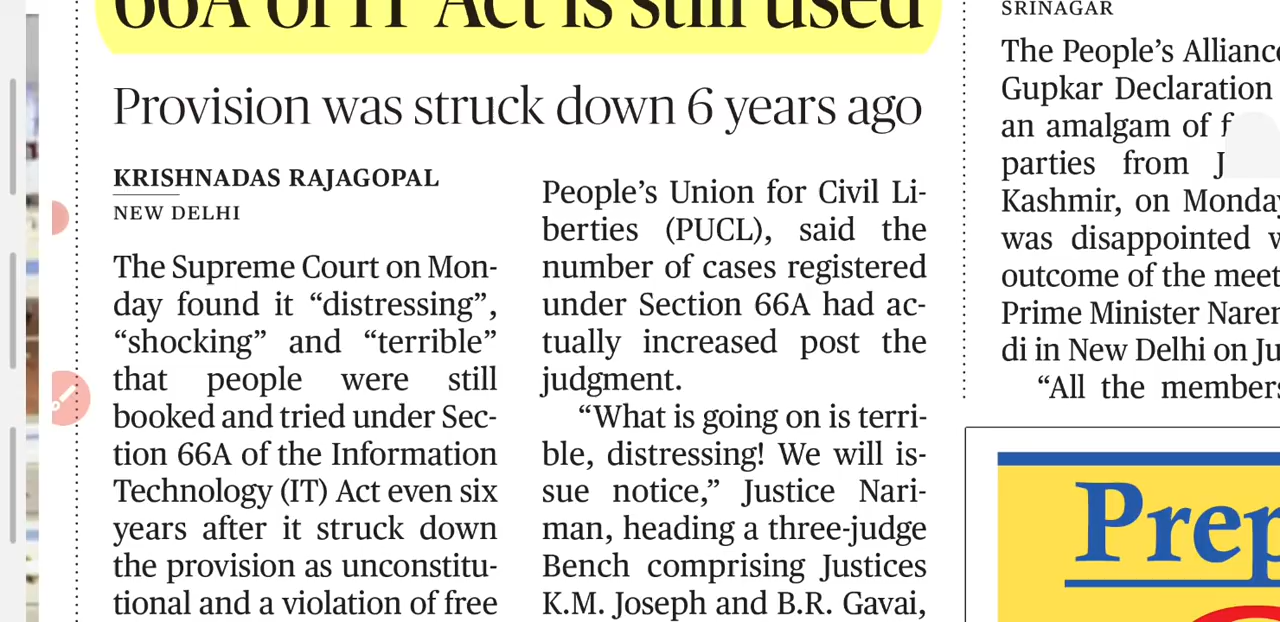 66A of IT Act is still used
Provision was struck down 6 years ago
KRISHNADAS RAJAGOPAL
NEW DELHI
The Supreme Court on Mon-
day found it “distressing”,
“shocking” and “terrible”
that people were still
booked and tried under Sec-
tion 66A of the Information
Technology (IT) Act even six
years after it struck down
the provision as unconstitu-
tional and a violation of free
People’s Union for Civil Li-
berties (PUCL), said the
number of cases registered
under Section 66A had ac-
tually increased post the
judgment.
“What is going on is terri-
ble, distressing! We will is-
sue notice,” Justice Nari-
man, heading a three-judge
Bench comprising Justices
K.M. Joseph and B.R. Gavai,
SRINAGAR
The People’s Alliance
Gupkar Declaration
an amalgam of
parties from J
Kashmir, on Monday
was disappointed
outcome of the meet
Prime Minister Naren
di in New Delhi on Ju
“All the members
Prep